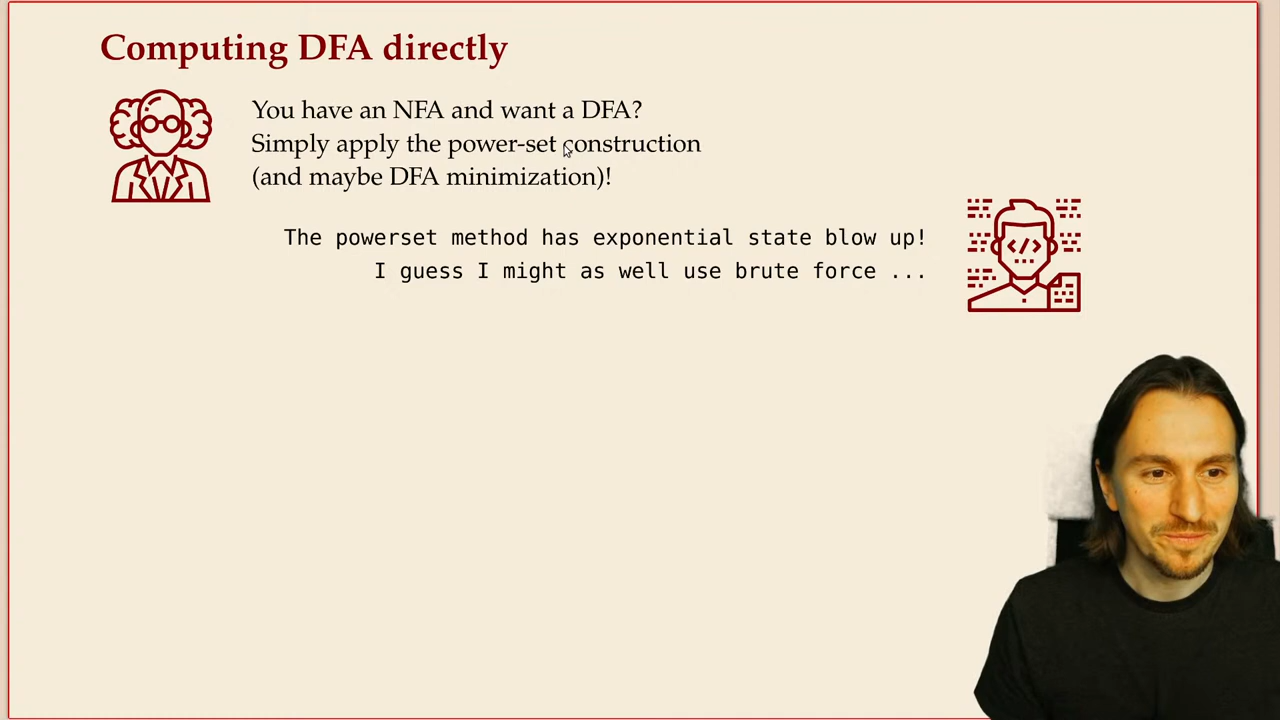 Computing DFA directly
You have an NFA and want a DFA?
Simply apply the power-set construction
(and maybe DFA minimization)!
The powerset method has exponential state blow up!
I guess I might as well use brute force ...